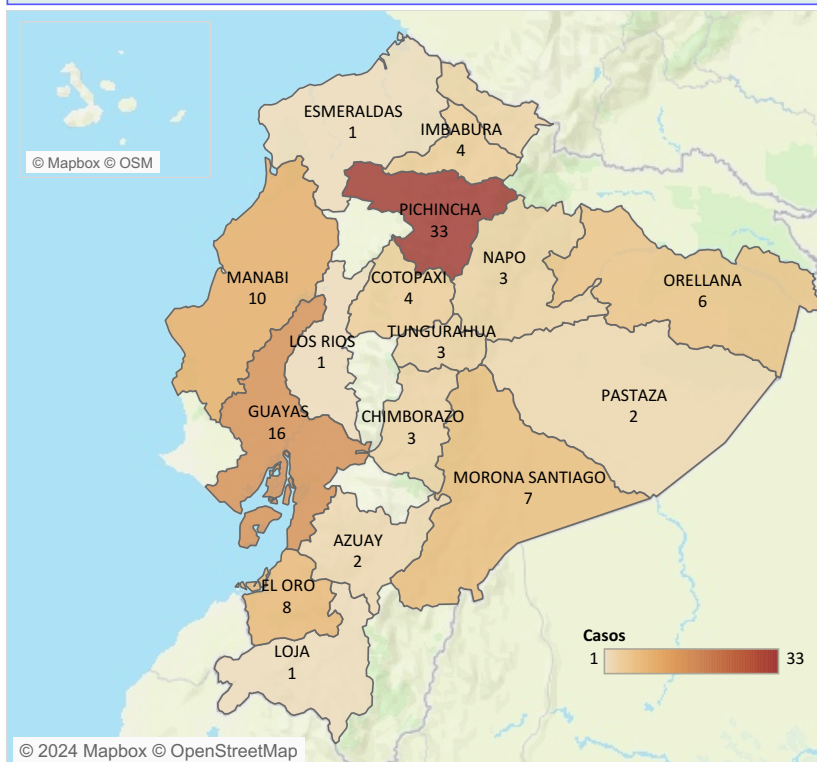 © Mapbox © OSM
ESMERALDAS
1
IMBABURA
4
PICHINCHA
33
NAPO
3
MANABI
10
COTOPAXI
4
ORELLANA
6
LOS RIOS
1
TUNGURAHUA
3
PASTAZA
2
GUAYAS
16
CHIMBORAZO
3
MORONA SANTIAGO
7
AZUAY
2
EL ORO
8
LOJA
1
Casos
1 33
© 2024 Mapbox © OpenStreetMap